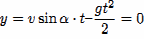 y = v sin α · t – gt²/2 = 0